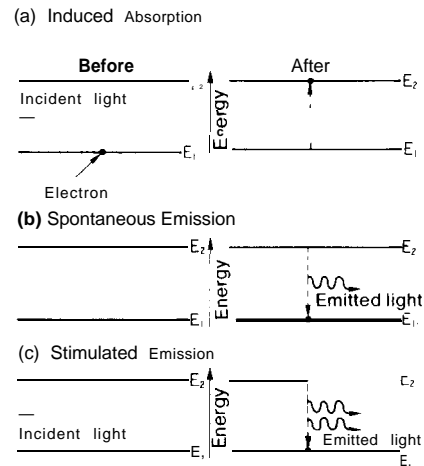 (a) Induced Absorption
Before
After
E2
Incident light
Energy
E1
E1
Electron
(b) Spontaneous Emission
E2
E2
Energy
Emitted light
E1
E1.
(c) Stimulated Emission
E2
E2
Energy
Incident light
Emitted light
E,
E.